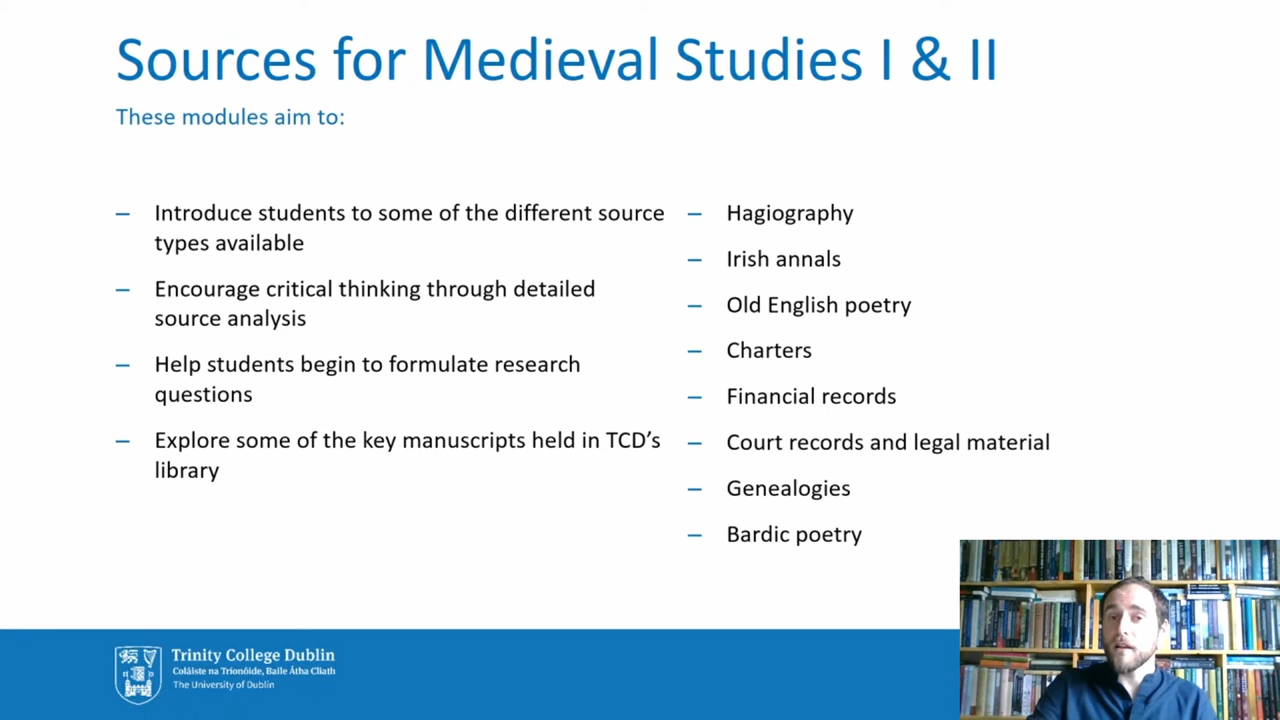 Sources for Medieval Studies I & II
These modules aim to:
– Introduce students to some of the different source
types available
– Encourage critical thinking through detailed
source analysis
– Help students begin to formulate research
questions
– Explore some of the key manuscripts held in TCD’s
library
– Hagiography
– Irish annals
– Old English poetry
– Charters
– Financial records
– Court records and legal material
– Genealogies
– Bardic poetry
Trinity College Dublin
Coláiste na Tríonóide, Baile Átha Cliath
The University of Dublin